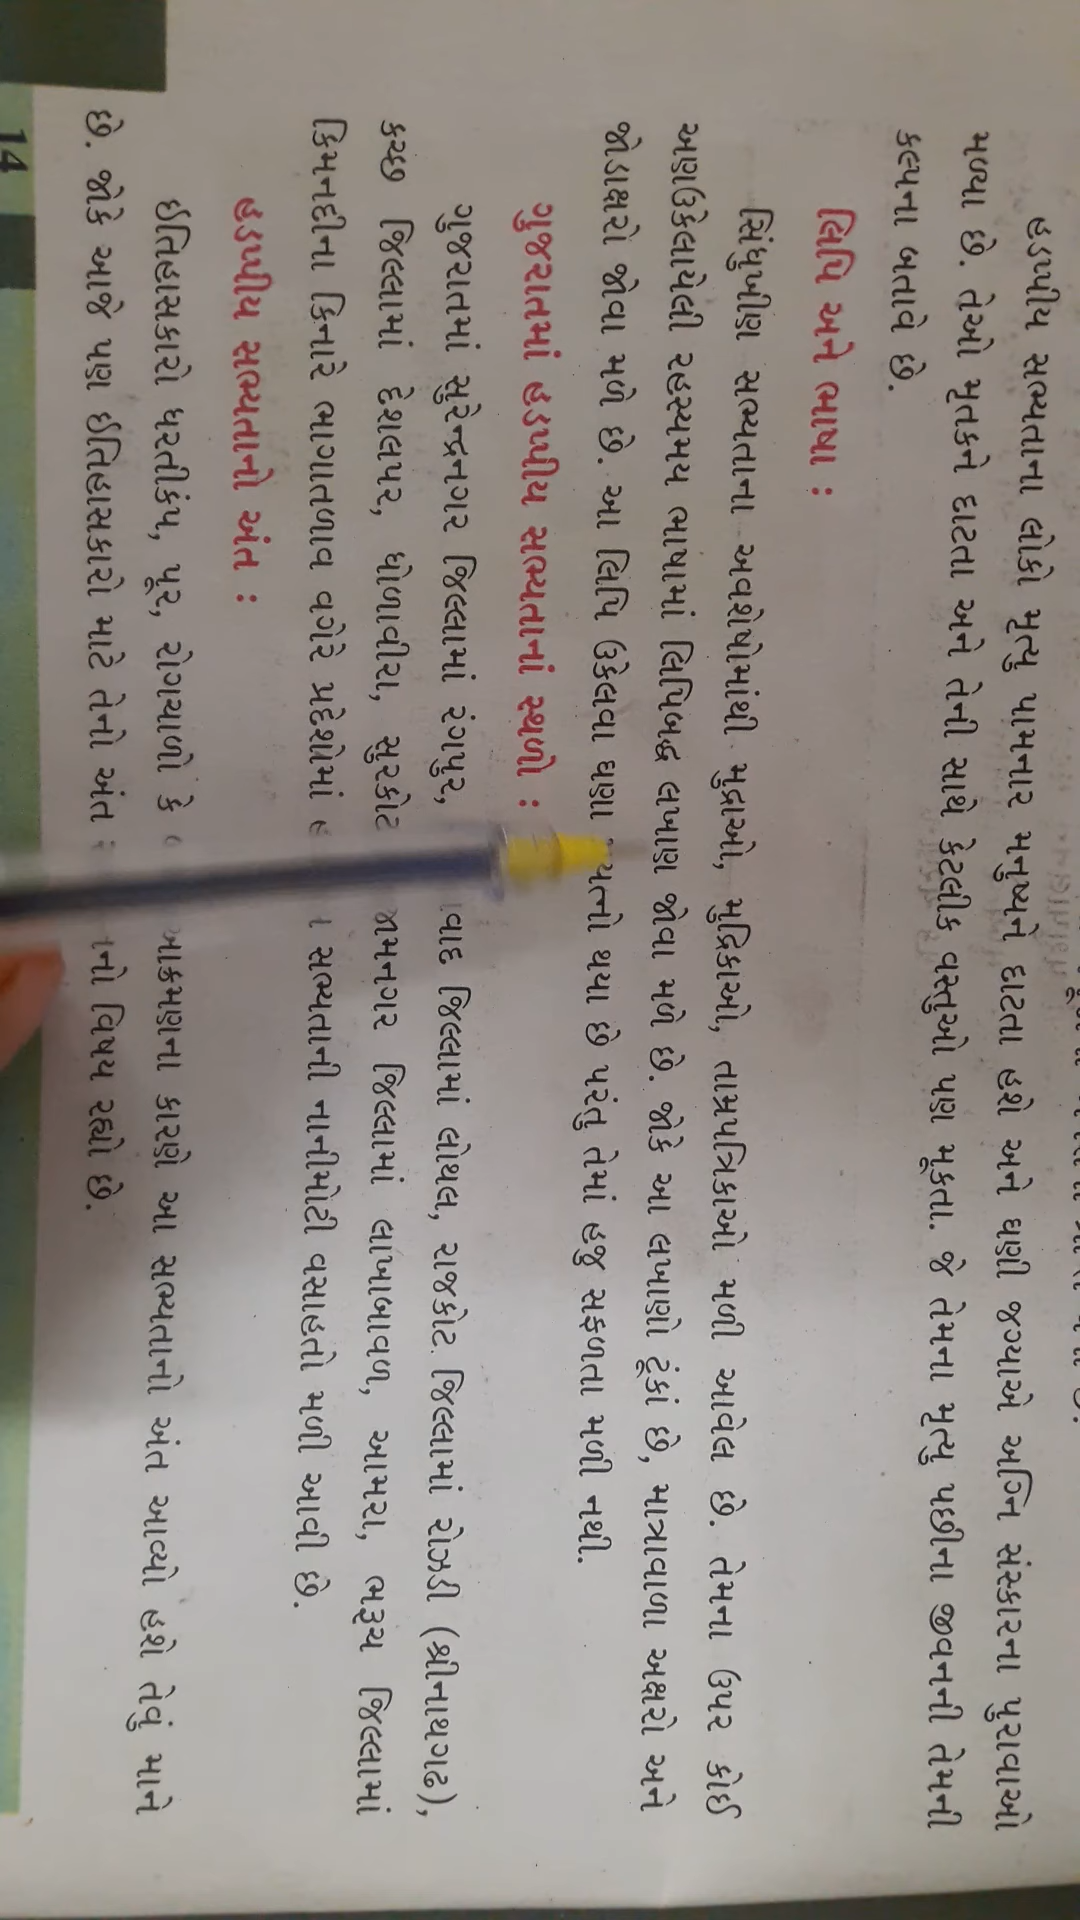 હડપ્પીય સભ્યતાના લોકો મૃત્યુ પામનાર મનુષ્યને દાટતા હશે અને ઘણી જગ્યાએ અગ્નિ સંસ્કારના પુરાવાઓ
મળ્યા છે. તેઓ મૃતકને દાટતા અને તેની સાથે કેટલીક વસ્તુઓ પણ મૂકતા. જે તેમના મૃત્યુ પછીના જીવનની તેમની
કલ્પના બતાવે છે.
લિપિ અને ભાષા :
સિંધુખીણ સભ્યતાના અવશેષોમાંથી મુદ્રાઓ, મુદ્રિકાઓ, તામ્રપત્રિકાઓ મળી આવેલ છે. તેમના ઉપર કોઈ
અણઉકેલાયેલી રહસ્યમય ભાષામાં લિપિબદ્ધ લખાણ જોવા મળે છે. જોકે આ લખાણો ટૂંકાં છે, માત્રાવાળા અક્ષરો અને
જોડાક્ષરો જોવા મળે છે. આ લિપિ ઉકેલવા ઘણા યત્નો થયા છે પરંતુ તેમાં હજુ સફળતા મળી નથી.
ગુજરાતમાં હડપ્પીય સભ્યતાનાં સ્થળો :
ગુજરાતમાં સુરેન્દ્રનગર જિલ્લામાં રંગપુર, વાદ જિલ્લામાં લોથલ, રાજકોટ જિલ્લામાં રોઝડી (શ્રીનાથગઢ),
કચ્છ જિલ્લામાં દેશલપર, ધોળાવીરા, સુરકોટ જામનગર જિલ્લામાં લાખાબાવળ, આમરા, ભરૂચ જિલ્લામાં
કિમનદીના કિનારે ભાગાતળાવ વગેરે પ્રદેશોમાં સભ્યતાની નાનીમોટી વસાહતો મળી આવી છે.
હડપ્પીય સભ્યતાનો અંત :
ઈતિહાસકારો ધરતીકંપ, પૂર, રોગચાળો કે આક્રમણના કારણે આ સભ્યતાનો અંત આવ્યો હશે તેવું માને
છે. જોકે આજે પણ ઈતિહાસકારો માટે તેનો અંત નો વિષય રહ્યો છે.
14